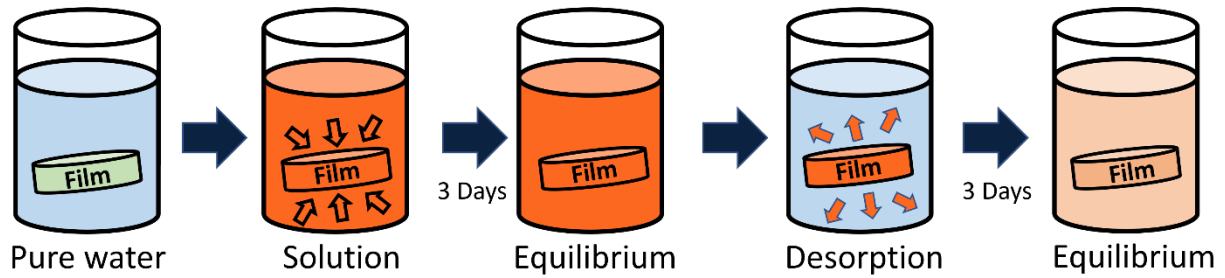 Film
Film
Film
Film
Film
3 Days
3 Days
Pure water
Solution
Equilibrium
Desorption
Equilibrium